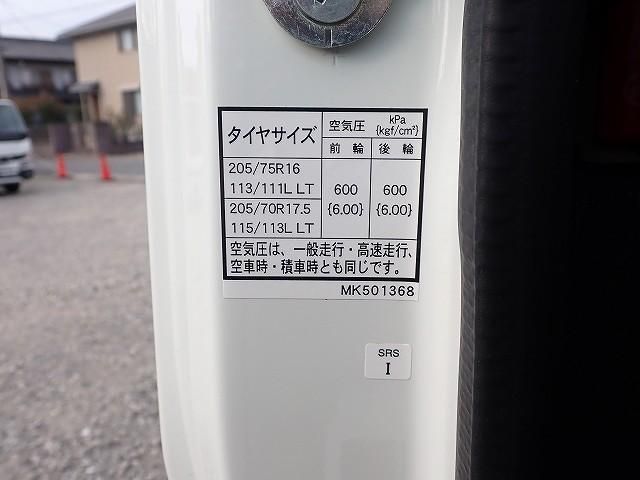 タイヤサイズ 空気圧 kPa {kgf/cm²}
前輪 後輪
205/75R16
113/111L LT 600 600
205/70R17.5 {6.00} {6.00}
115/113L LT
空気圧は、一般走行・高速走行、
空車時・積車時とも同じです。
MK501368
SRS
I